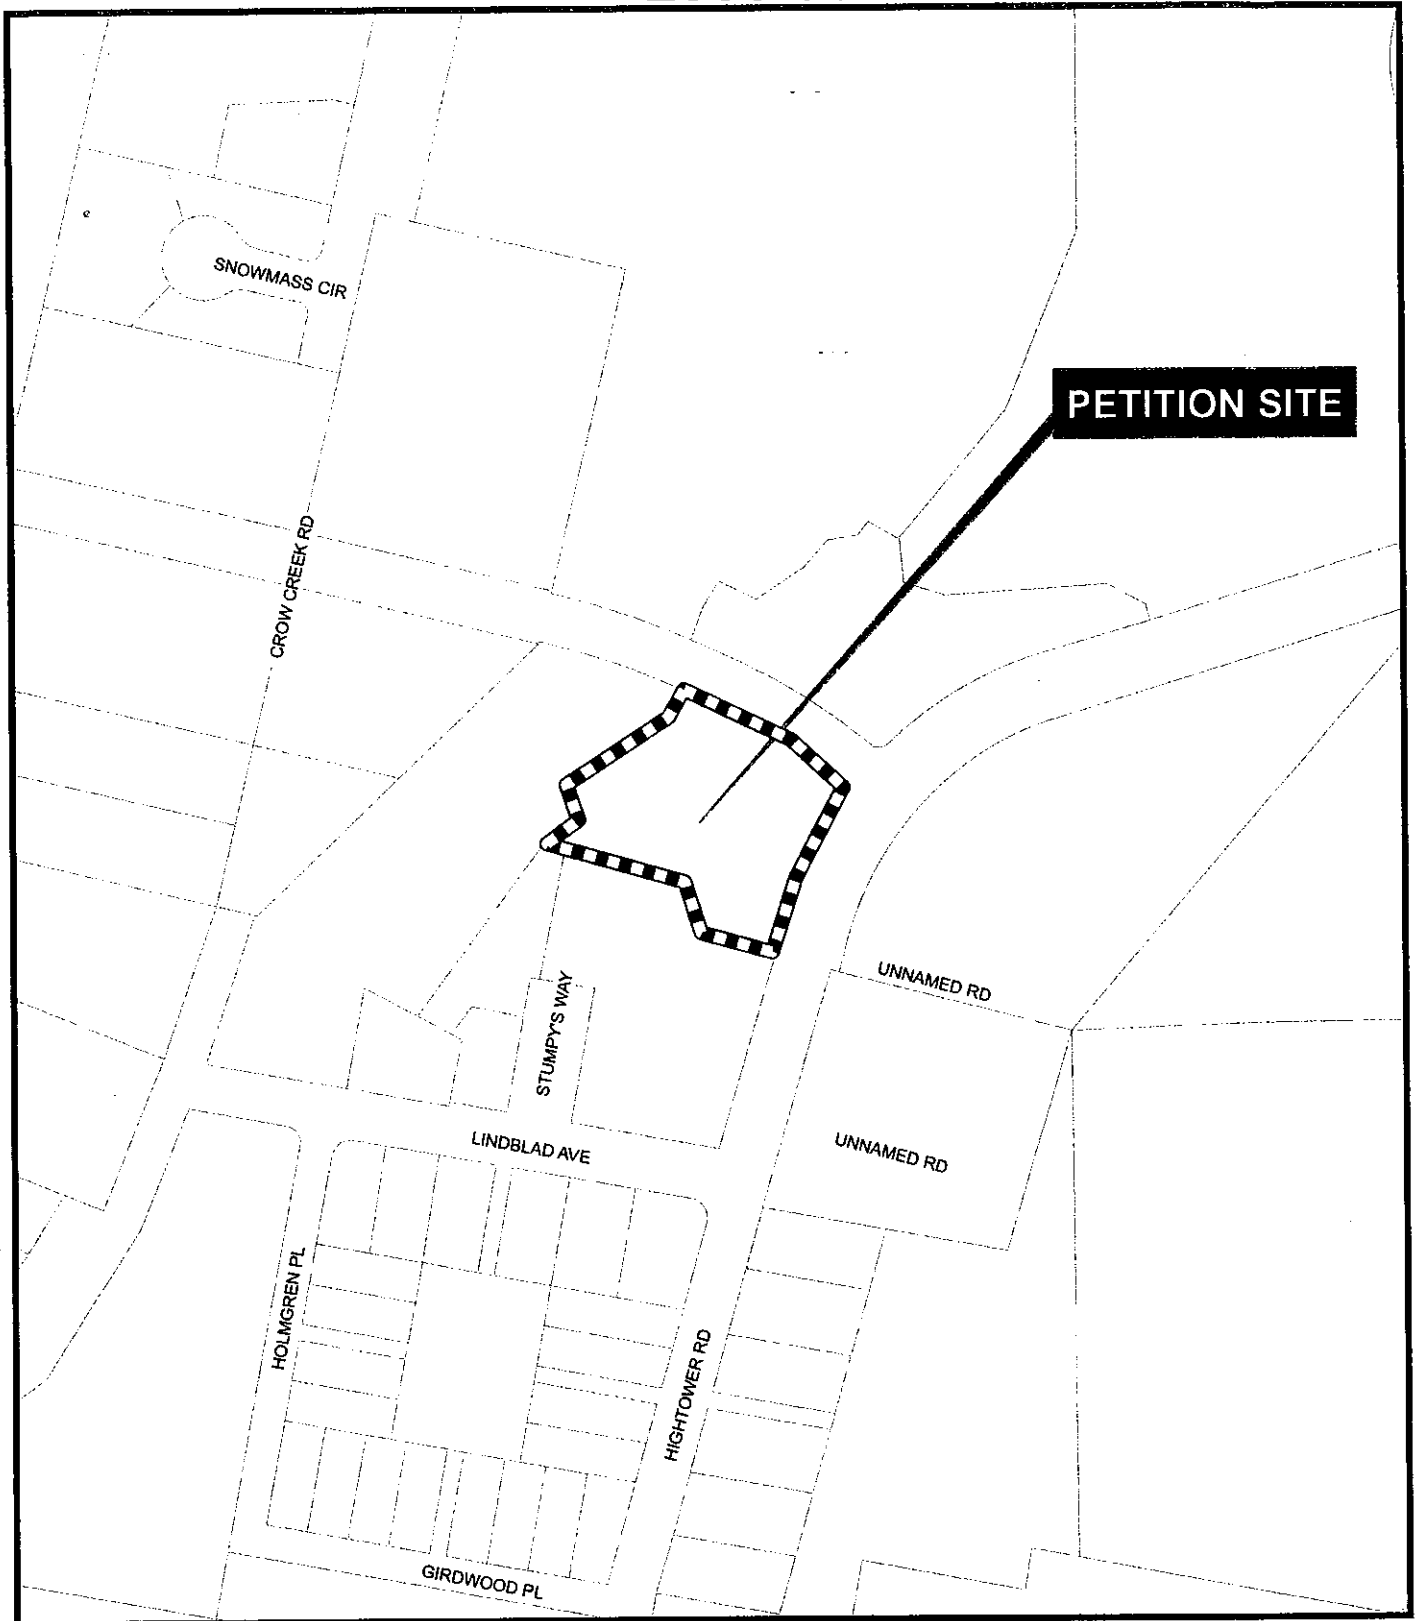 SNOWMASS CIR
PETITION SITE
CROW CREEK RD
UNNAMED RD
STUMPY'S WAY
LINDBLAD AVE
UNNAMED RD
HOLMGREN PL
HIGHTOWER RD
GIRDWOOD PL